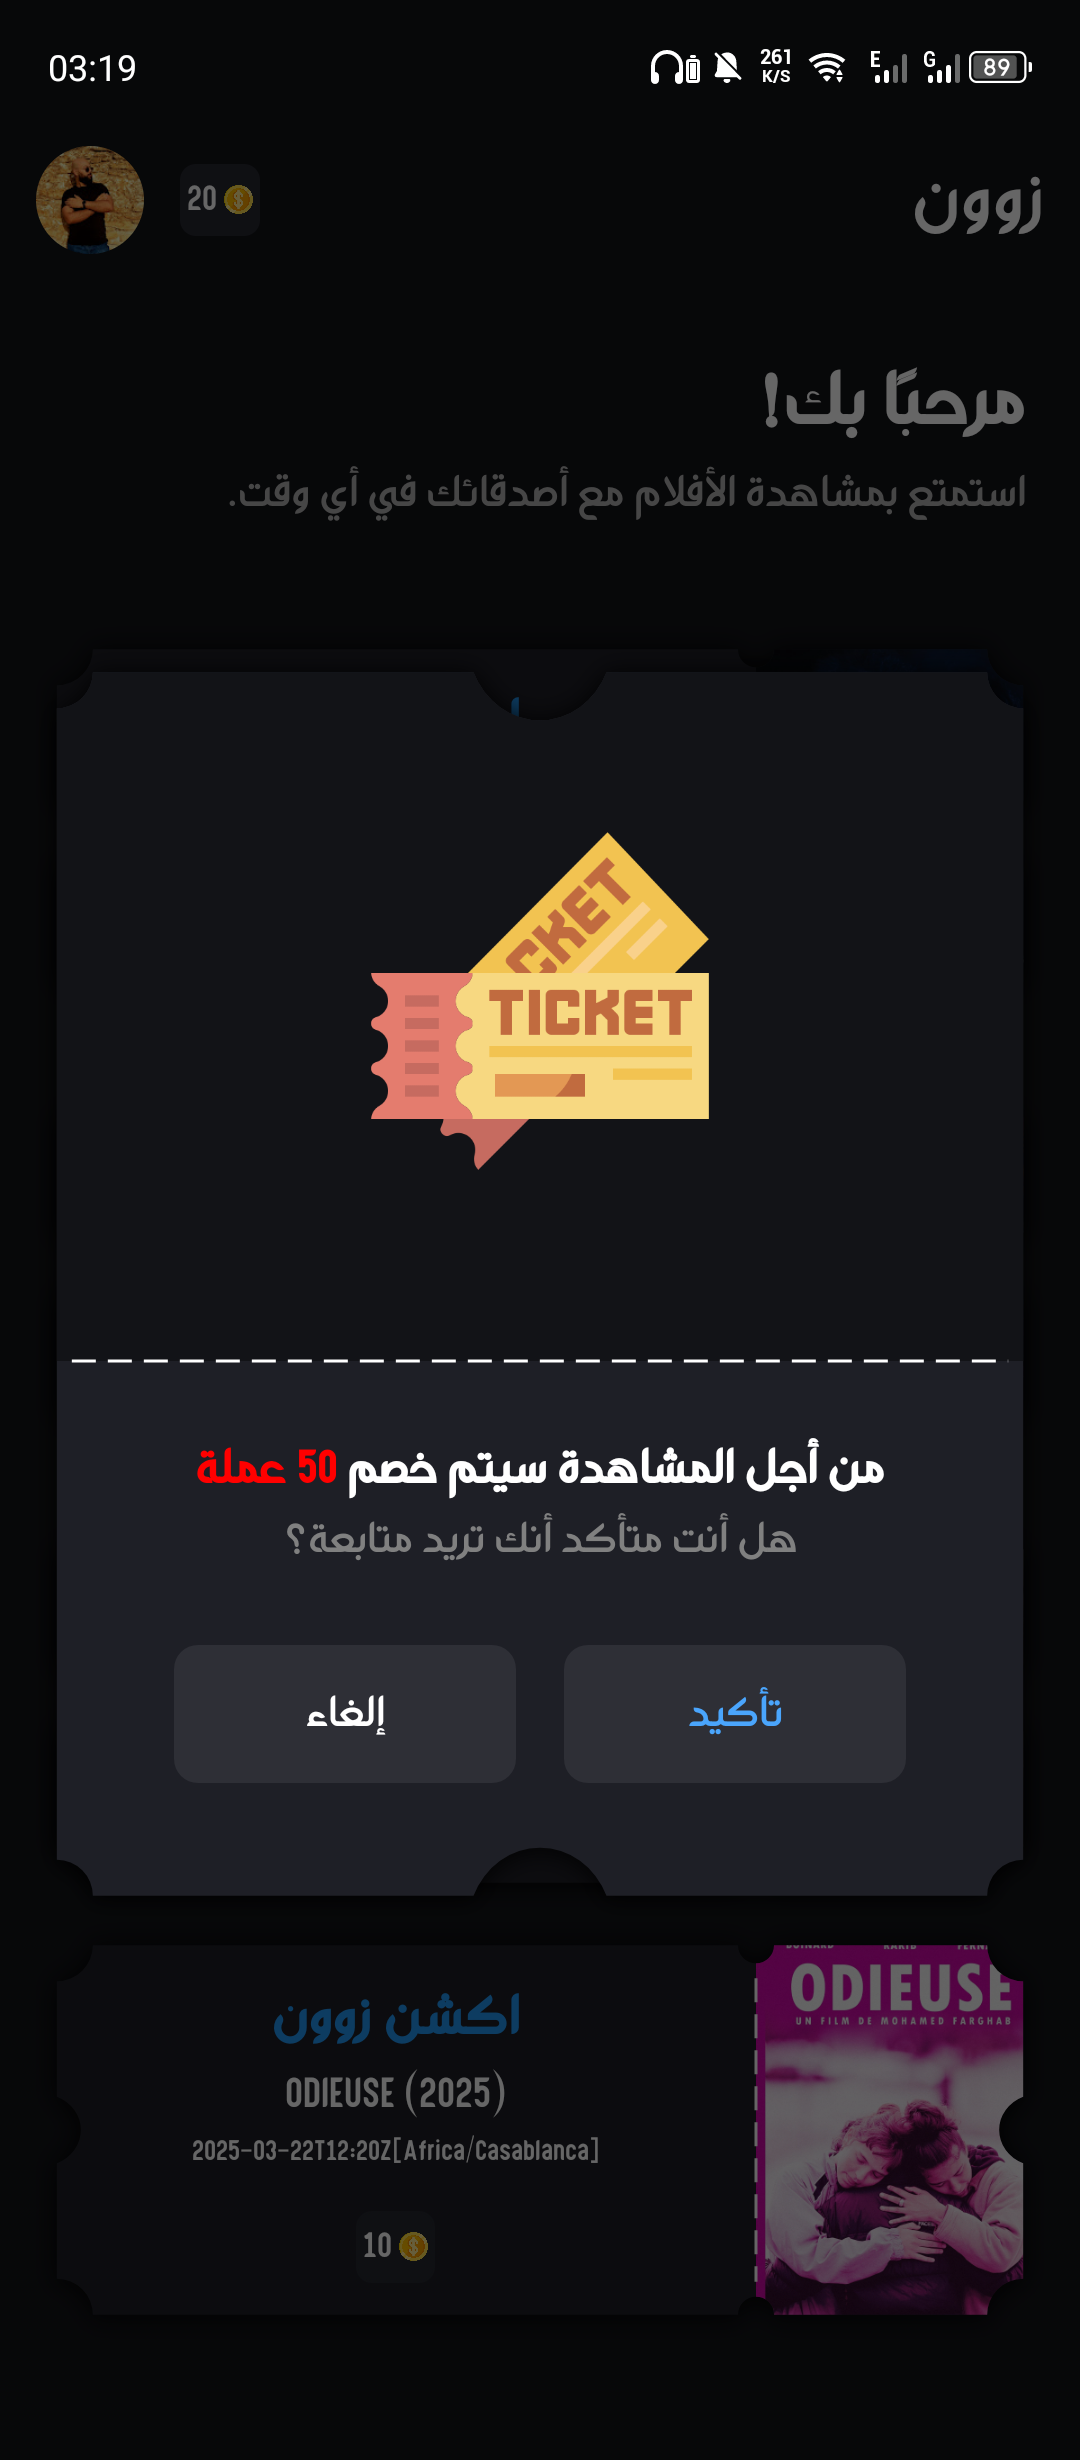 03:19
261 K/S
E
G
89
20
زوون
مرحبًا بك!
استمتع بمشاهدة الأفلام مع أصدقائك في أي وقت.
CKET
TICKET
من أجل المشاهدة سيتم خصم 50 عملة
هل أنت متأكد أنك تريد متابعة؟
تأكيد
إلغاء
اكشن زوون
ODIEUSE (2025)
2025-03-22T12:20Z[Africa/Casablanca]
10
ODIEUSE
UN FILM DE MOHAMED FARGHAB